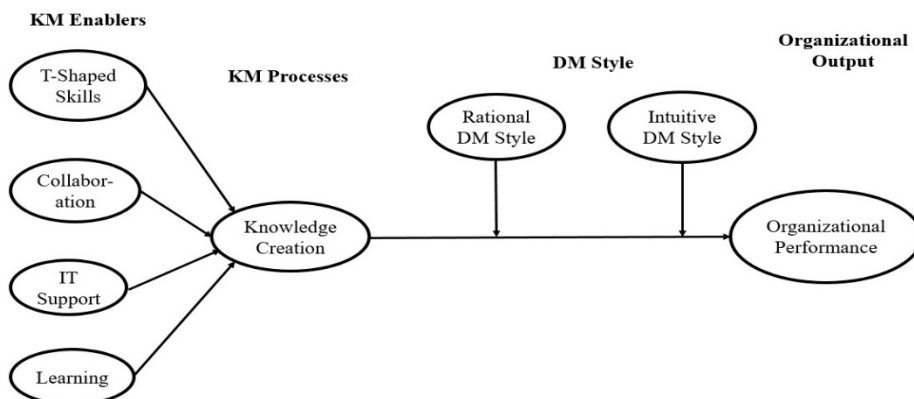 KM Enablers
T-Shaped
Skills
Collabor-
ation
IT
Support
Learning
KM Processes
Knowledge
Creation
DM Style
Rational
DM Style
Intuitive
DM Style
Organizational
Output
Organizational
Performance